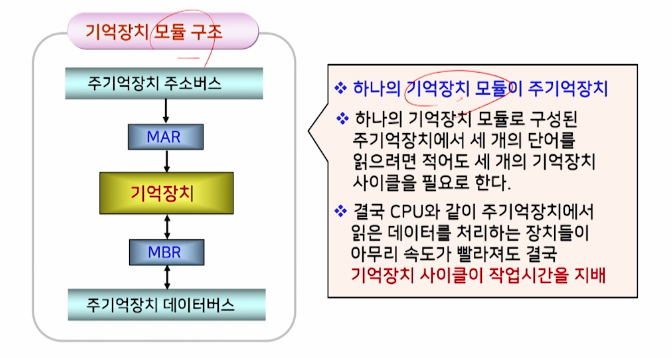 기억장치 모듈 구조
주기억장치 주소버스
MAR
기억장치
MBR
주기억장치 데이터버스
❖ 하나의 기억장치 모듈이 주기억장치
❖ 하나의 기억장치 모듈로 구성된
주기억장치에서 세 개의 단어를
읽으려면 적어도 세 개의 기억장치
사이클을 필요로 한다.
❖ 결국 CPU와 같이 주기억장치에서
읽은 데이터를 처리하는 장치들이
아무리 속도가 빨라져도 결국
기억장치 사이클이 작업시간을 지배